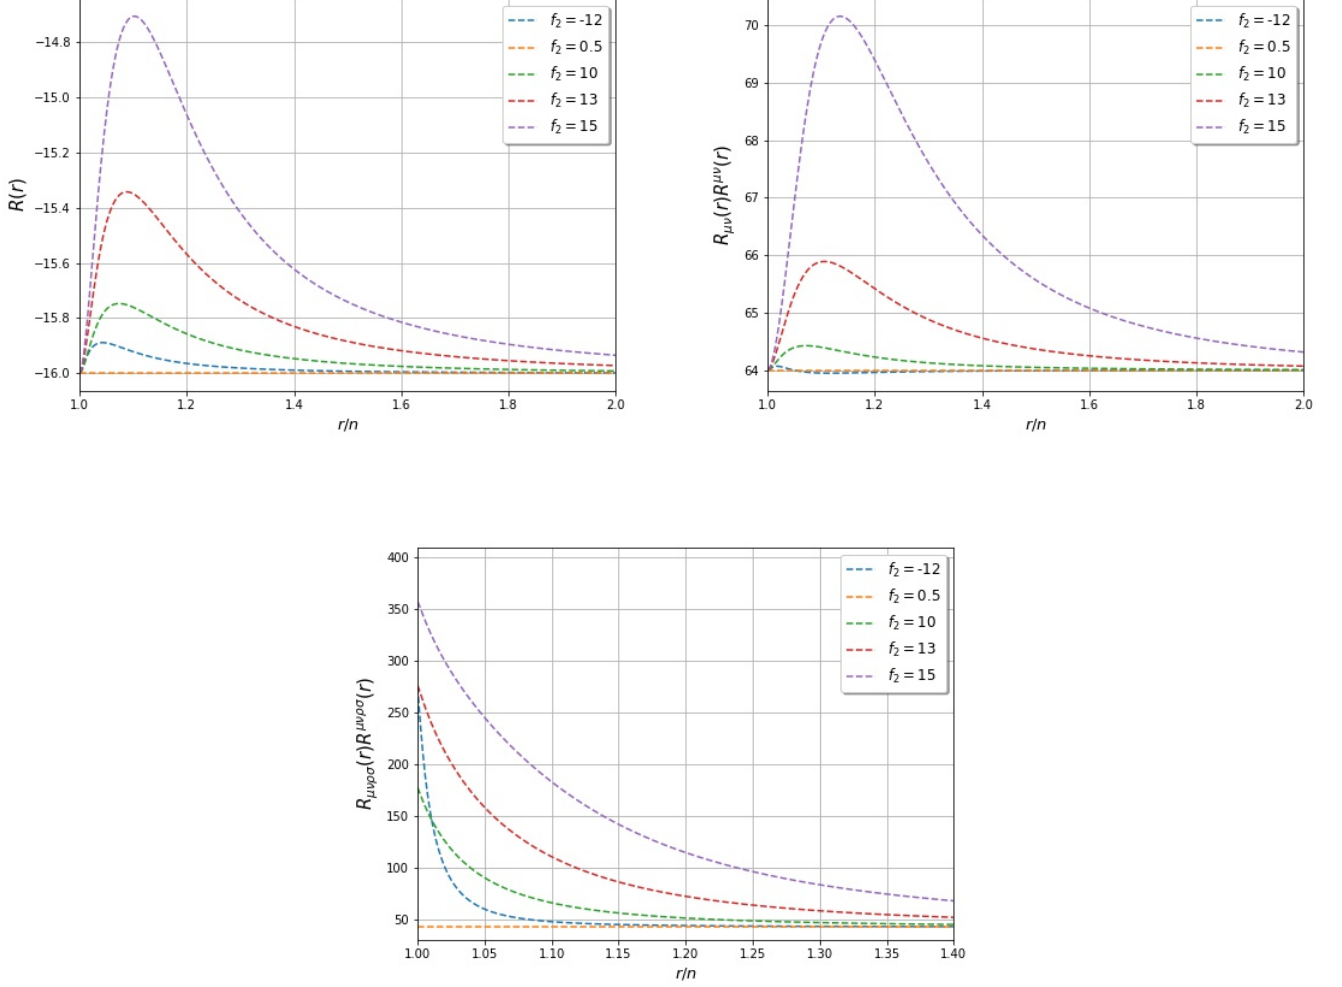 R(r)
−14.8
−15.0
−15.2
−15.4
−15.6
−15.8
−16.0
1.0 1.2 1.4 1.6 1.8 2.0
r/n
f₂ = -12
f₂ = 0.5
f₂ = 10
f₂ = 13
f₂ = 15
Rμν(r)Rᵘᵛ(r)
70
69
68
67
66
65
64
1.0 1.2 1.4 1.6 1.8 2.0
r/n
f₂ = -12
f₂ = 0.5
f₂ = 10
f₂ = 13
f₂ = 15
Rμνρσ(r)R^μνρσ(r)
400
350
300
250
200
150
100
50
1.00 1.05 1.10 1.15 1.20 1.25 1.30 1.35 1.40
r/n
f₂ = -12
f₂ = 0.5
f₂ = 10
f₂ = 13
f₂ = 15